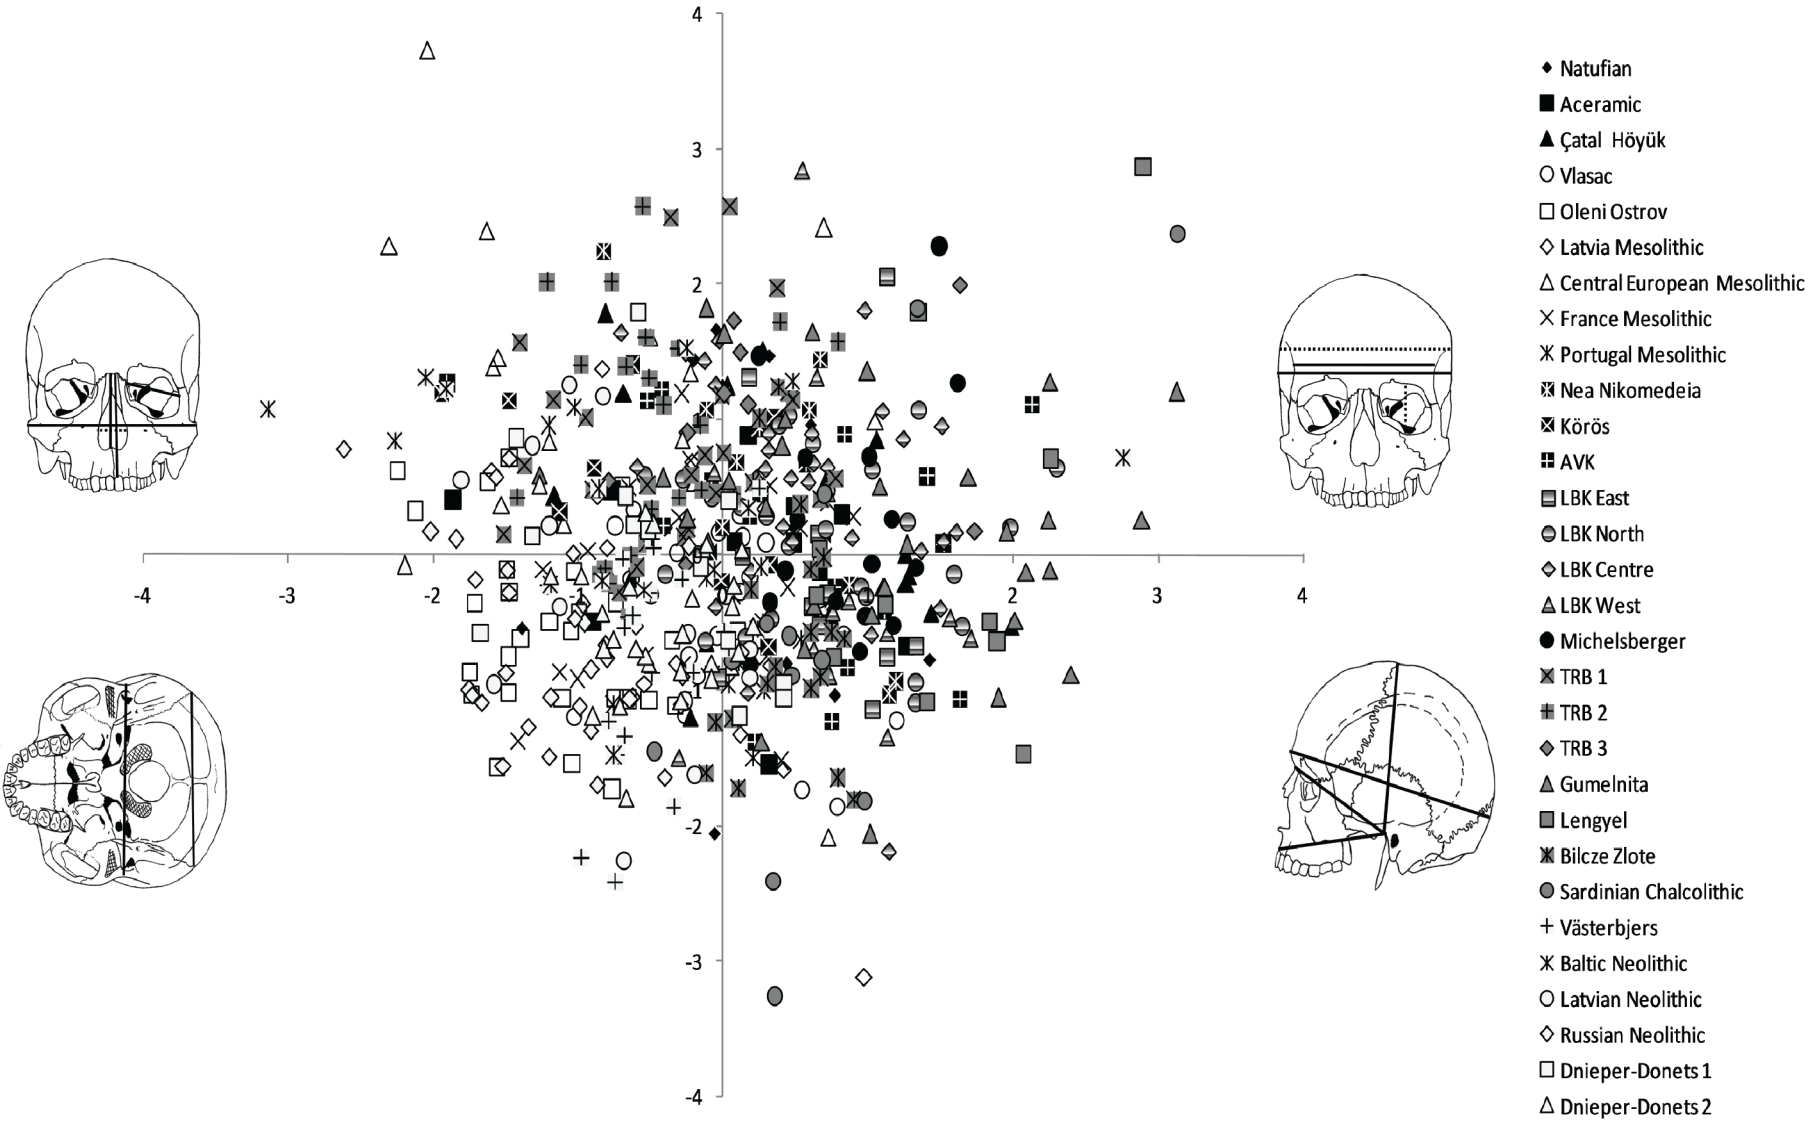 4
3
2
1
0
-1
-2
-3
-4
-4
-3
-2
-1
2
3
4
Natufian
Aceramic
Çatal Höyük
Vlasac
Oleni Ostrov
Latvia Mesolithic
Central European Mesolithic
France Mesolithic
Portugal Mesolithic
Nea Nikomedeia
Körös
AVK
LBK East
LBK North
LBK Centre
LBK West
Michelsberger
TRB 1
TRB 2
TRB 3
Gumelnita
Lengyel
Bilcze Zlote
Sardinian Chalcolithic
Västerbjers
Baltic Neolithic
Latvian Neolithic
Russian Neolithic
Dnieper-Donets 1
Dnieper-Donets 2